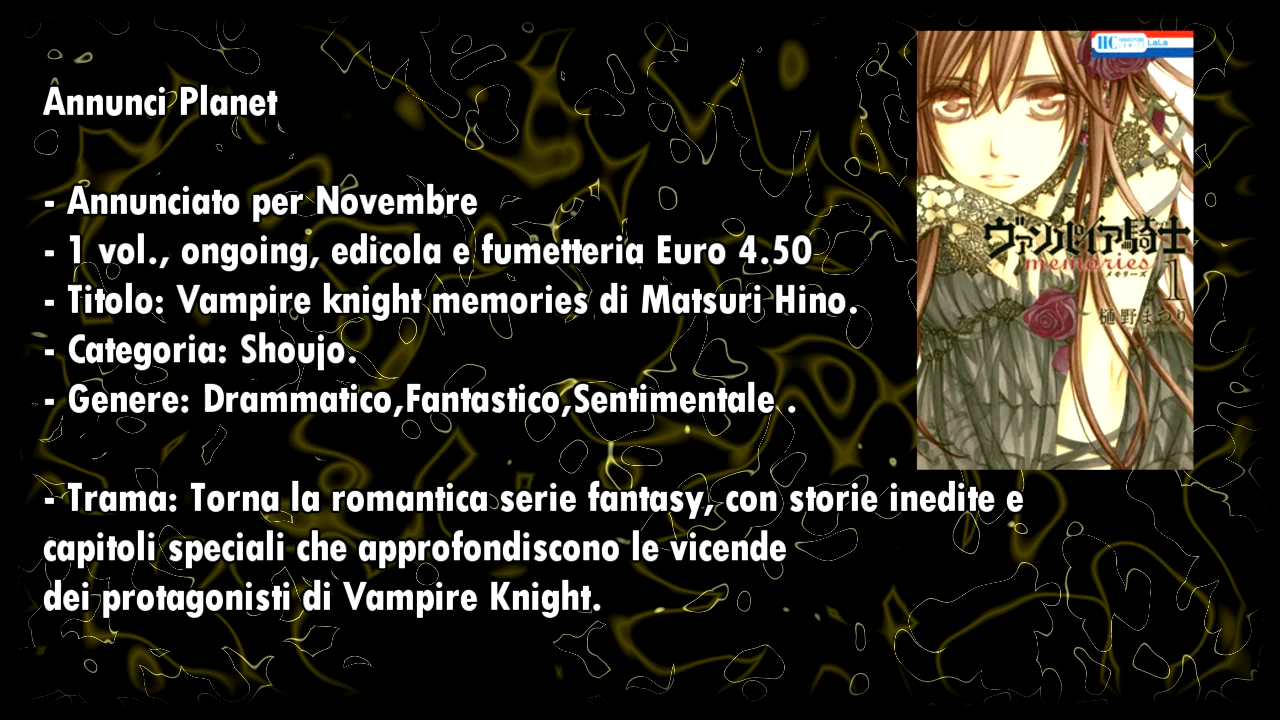 Annunci Planet
- Annunciato per Novembre
- 1 vol., ongoing, edicola e fumetteria Euro 4.50
- Titolo: Vampire knight memories di Matsuri Hino.
- Categoria: Shoujo.
- Genere: Drammatico,Fantastico,Sentimentale .
- Trama: Torna la romantica serie fantasy, con storie inedite e
capitoli speciali che approfondiscono le vicende
dei protagonisti di Vampire Knight.
HC LaLa
ヴァンパイア騎士
memories
メモリーズ
1
樋野まつり